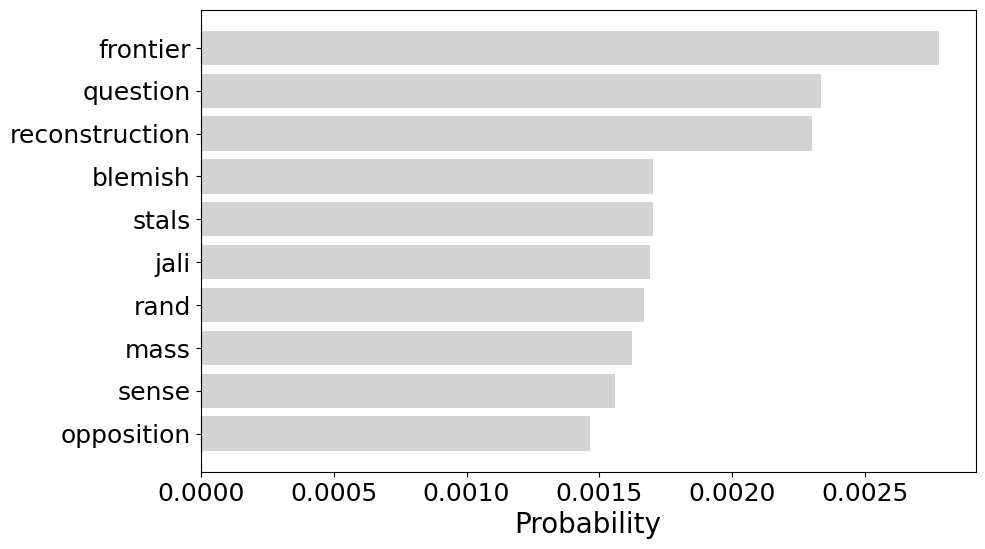 frontier
question
reconstruction
blemish
stals
jali
rand
mass
sense
opposition
0.0000 0.0005 0.0010 0.0015 0.0020 0.0025
Probability